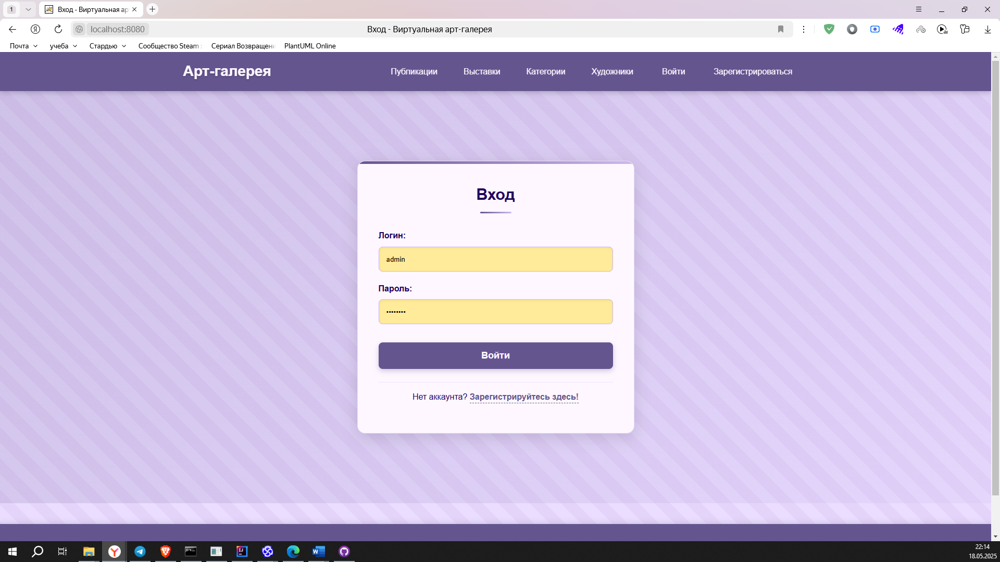 1
Вход - Виртуальная ар
localhost:8080
Вход - Виртуальная арт-галерея
Почта
учеба
Стардью
Сообщество Steam
Сериал Возвращени
PlantUML Online
Арт-галерея
Публикации
Выставки
Категории
Художники
Войти
Зарегистрироваться
Вход
Логин:
admin
Пароль:
••••••••
Войти
Нет аккаунта? Зарегистрируйтесь здесь!
22:14
18.05.2025